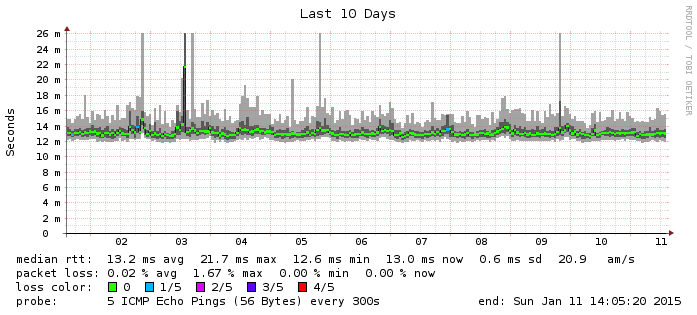 Last 10 Days
RRDTOOL / TOBI OETIKER
Seconds
26 m
24 m
22 m
20 m
18 m
16 m
14 m
12 m
10 m
8 m
6 m
4 m
2 m
0
02 03 04 05 06 07 08 09 10 11
median rtt: 13.2 ms avg 21.7 ms max 12.6 ms min 13.0 ms now 0.6 ms sd 20.9 am/s
packet loss: 0.02 % avg 1.67 % max 0.00 % min 0.00 % now
loss color: 0 1/5 2/5 3/5 4/5
probe: 5 ICMP Echo Pings (56 Bytes) every 300s end: Sun Jan 11 14:05:20 2015